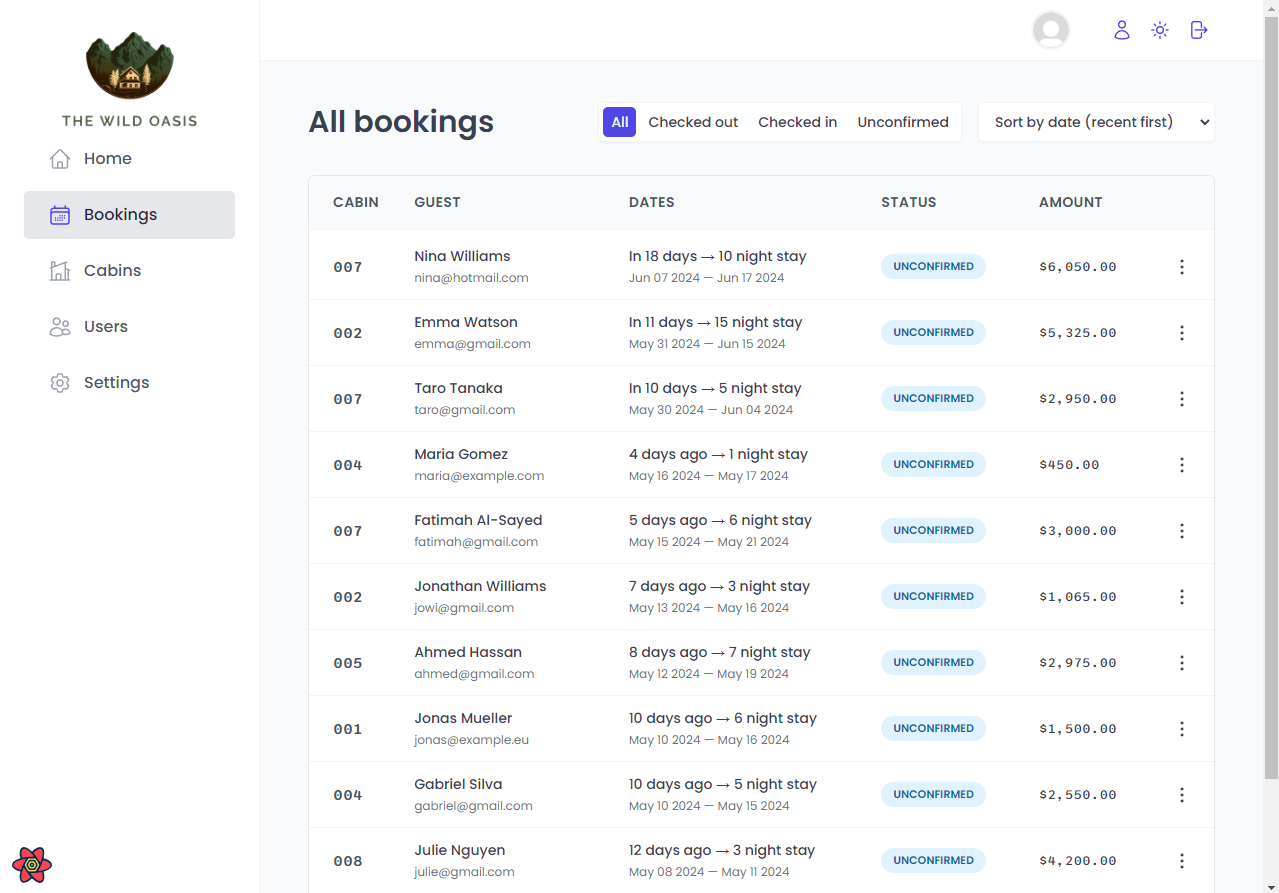 THE WILD OASIS
Home
Bookings
Cabins
Users
Settings
All bookings
All Checked out Checked in Unconfirmed
Sort by date (recent first)
CABIN GUEST DATES STATUS AMOUNT
007 Nina Williams In 18 days → 10 night stay UNCONFIRMED $6,050.00
nina@hotmail.com Jun 07 2024 — Jun 17 2024
002 Emma Watson In 11 days → 15 night stay UNCONFIRMED $5,325.00
emma@gmail.com May 31 2024 — Jun 15 2024
007 Taro Tanaka In 10 days → 5 night stay UNCONFIRMED $2,950.00
taro@gmail.com May 30 2024 — Jun 04 2024
004 Maria Gomez 4 days ago → 1 night stay UNCONFIRMED $450.00
maria@example.com May 16 2024 — May 17 2024
007 Fatimah Al-Sayed 5 days ago → 6 night stay UNCONFIRMED $3,000.00
fatimah@gmail.com May 15 2024 — May 21 2024
002 Jonathan Williams 7 days ago → 3 night stay UNCONFIRMED $1,065.00
jowi@gmail.com May 13 2024 — May 16 2024
005 Ahmed Hassan 8 days ago → 7 night stay UNCONFIRMED $2,975.00
ahmed@gmail.com May 12 2024 — May 19 2024
001 Jonas Mueller 10 days ago → 6 night stay UNCONFIRMED $1,500.00
jonas@example.eu May 10 2024 — May 16 2024
004 Gabriel Silva 10 days ago → 5 night stay UNCONFIRMED $2,550.00
gabriel@gmail.com May 10 2024 — May 15 2024
008 Julie Nguyen 12 days ago → 3 night stay UNCONFIRMED $4,200.00
julie@gmail.com May 08 2024 — May 11 2024